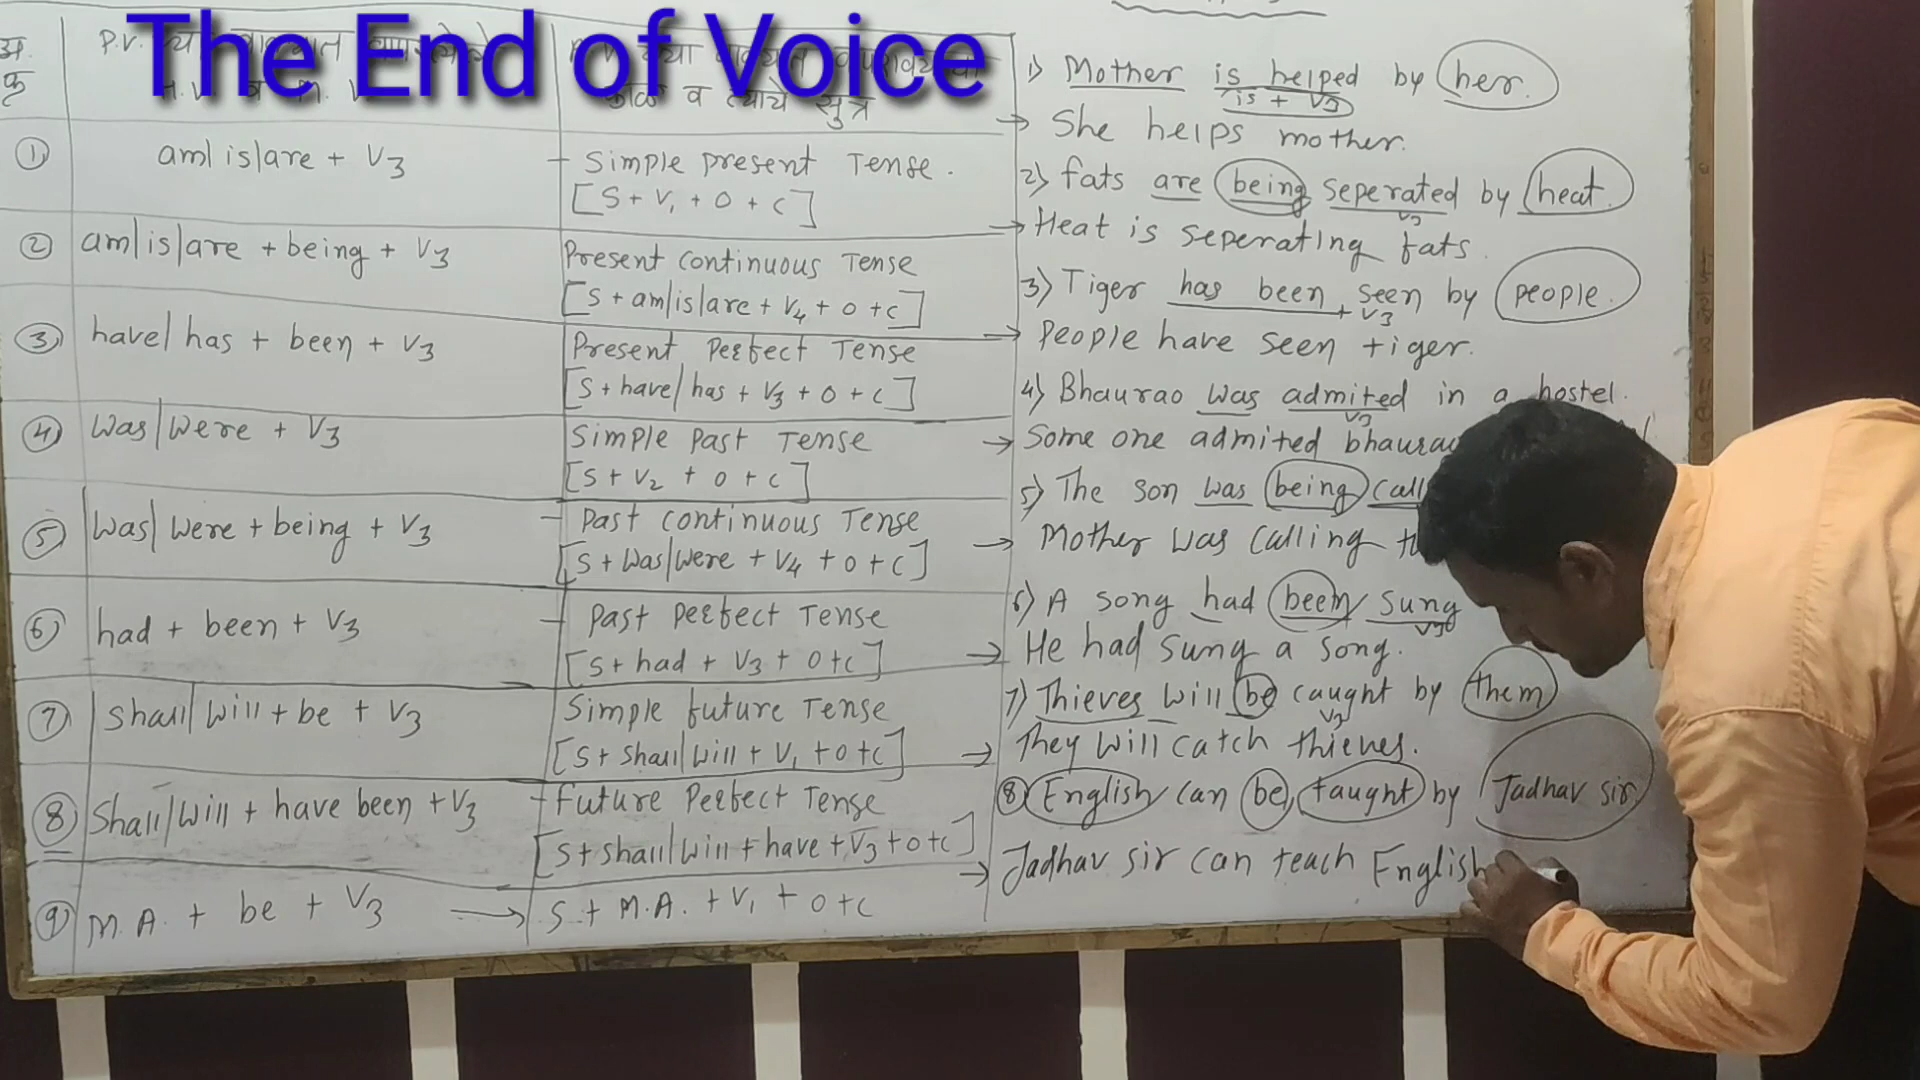 The End of Voice
अ.
कृ
P.V.
काळ व त्याचे सुत्र
① am/is/are + V3 - Simple present Tense.
[S + V1 + O + C]
② am/is/are + being + V3 Present continuous Tense
[S + am/is/are + V4 + O + C]
③ have/has + been + V3 Present Perfect Tense
[S + have/has + V3 + O + C]
④ Was/Were + V3 Simple Past Tense
[S + V2 + O + C]
⑤ Was/Were + being + V3 - Past continuous Tense
[S + Was/Were + V4 + O + C]
⑥ had + been + V3 - Past Perfect Tense
[S + had + V3 + O + C]
⑦ Shall/Will + be + V3 Simple future Tense
[S + Shall/Will + V1 + O + C]
⑧ Shall/Will + have been + V3 - Future Perfect Tense
[S + Shall/Will + have + V3 + O + C]
⑨ M.A. + be + V3 → S + M.A. + V1 + O + C
1) Mother is helped by her.
is + V3
→ She helps mother.
2) Fats are being seperated by heat.
V3
→ Heat is seperating fats.
3) Tiger has been seen by people.
+ V3
→ People have seen tiger.
4) Bhaurao was admited in a hostel.
V3
→ Some one admited bhaurao
5) The son was being
→ Mother was calling
6) A song had been sung
V3
→ He had sung a song.
7) Thieves will be caught by them
V3
→ They will catch thieves.
8) English can be taught by Jadhav sir
→ Jadhav sir can teach English